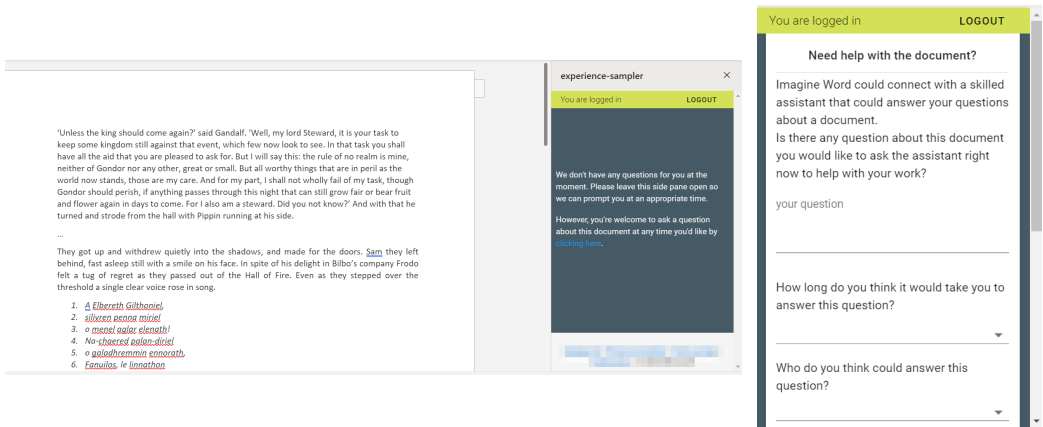 experience-sampler
You are logged in
LOGOUT
‘Unless the king should come again?’ said Gandalf. ‘Well, my lord Steward, it is your task to
keep some kingdom still against that event, which few now look to see. In that task you shall
have all the aid that you are pleased to ask for. But I will say this: the rule of no realm is mine,
neither of Gondor nor any other, great or small. But all worthy things that are in peril as the
world now stands, those are my care. And for my part, I shall not wholly fail of my task, though
Gondor should perish, if anything passes through this night that can still grow fair or bear fruit
and flower again in days to come. For I also am a steward. Did you not know?’ And with that he
turned and strode from the hall with Pippin running at his side.
...
They got up and withdrew quietly into the shadows, and made for the doors. Sam they left
behind, fast asleep still with a smile on his face. In spite of his delight in Bilbo’s company Frodo
felt a tug of regret as they passed out of the Hall of Fire. Even as they stepped over the
threshold a single clear voice rose in song.
1. A Elbereth Gilthoniel,
2. silivren penna míriel
3. o menel aglar elenath!
4. Na-chaered palan-díriel
5. o galadhremmin ennorath,
6. Fanuilos, le linnathon
We don't have any questions for you at the
moment. Please leave this side pane open so
we can prompt you at an appropriate time.
However, you're welcome to ask a question
about this document at any time you'd like by
clicking here.
You are logged in
LOGOUT
Need help with the document?
Imagine Word could connect with a skilled
assistant that could answer your questions
about a document.
Is there any question about this document
you would like to ask the assistant right
now to help with your work?
your question
How long do you think it would take you to
answer this question?
Who do you think could answer this
question?